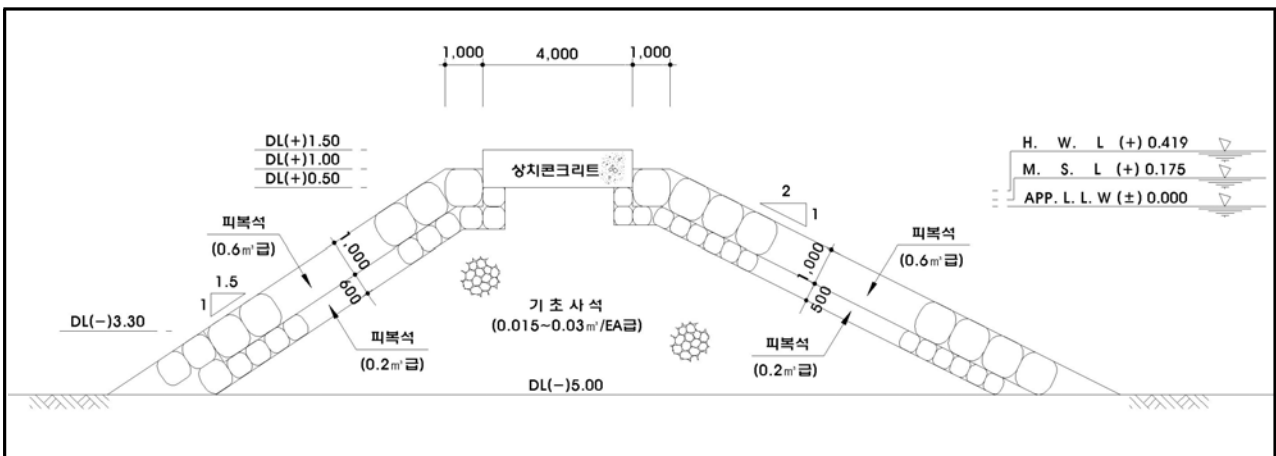 1,000
4,000
1,000
DL(+)1.50
DL(+)1.00
DL(+)0.50
상치콘크리트
H. W. L (+) 0.419
M. S. L (+) 0.175
APP. L. L. W (±) 0.000
2
1
피복석
(0.6㎥급)
1,000
600
피복석
(0.6㎥급)
1,000
500
1.5
1
기초사석
(0.015~0.03㎥/EA급)
DL(-)3.30
피복석
(0.2㎥급)
피복석
(0.2㎥급)
DL(-)5.00